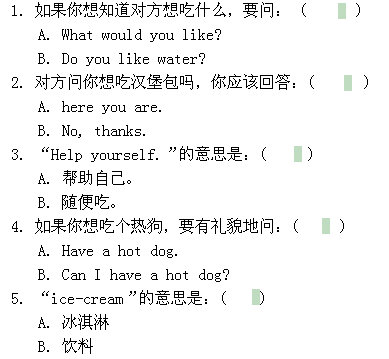 1. 如果你想知道对方想吃什么，要问：（    ）
A. What would you like?
B. Do you like water?
2. 对方问你想吃汉堡包吗，你应该回答：（    ）
A. here you are.
B. No, thanks.
3. “Help yourself.”的意思是：（    ）
A. 帮助自己。
B. 随便吃。
4. 如果你想吃个热狗，要有礼貌地问：（    ）
A. Have a hot dog.
B. Can I have a hot dog?
5. “ice-cream”的意思是：（    ）
A. 冰淇淋
B. 饮料